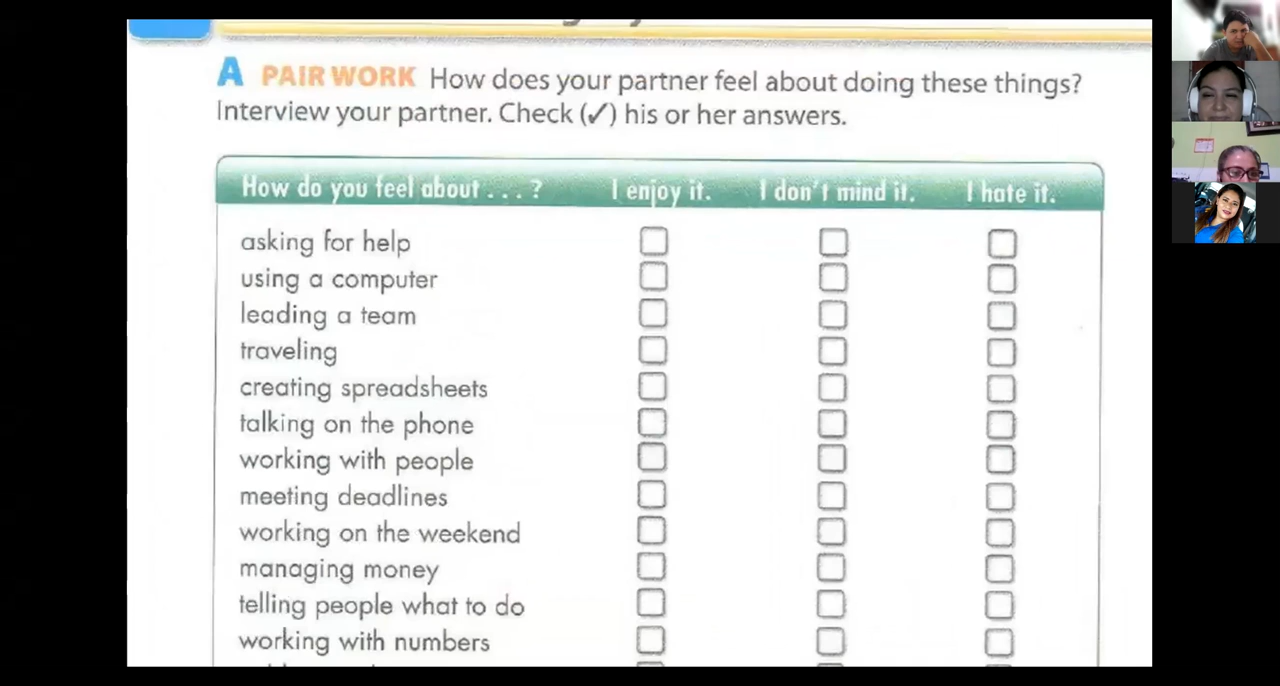 A PAIR WORK How does your partner feel about doing these things?
Interview your partner. Check (✓) his or her answers.
How do you feel about . . . ? I enjoy it. I don't mind it. I hate it.
asking for help
using a computer
leading a team
traveling
creating spreadsheets
talking on the phone
working with people
meeting deadlines
working on the weekend
managing money
telling people what to do
working with numbers